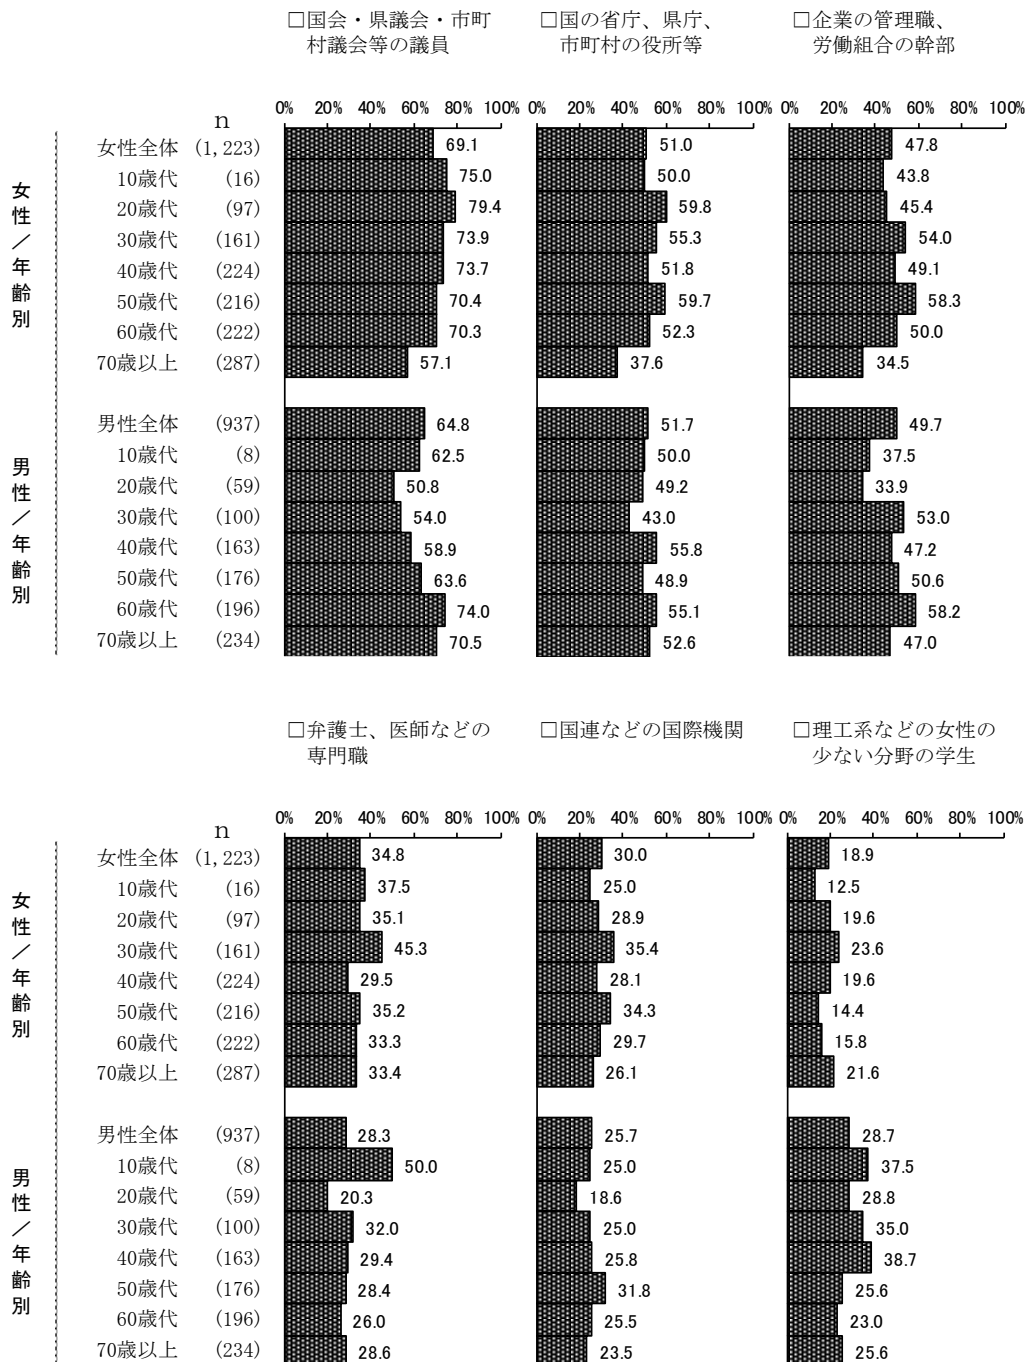 □国会・県議会・市町
村議会等の議員
□国の省庁、県庁、
市町村の役所等
□企業の管理職、
労働組合の幹部
0% 20% 40% 60% 80% 100% 0% 20% 40% 60% 80% 100% 0% 20% 40% 60% 80% 100%
n
女性／年齢別
女性全体 (1,223) 69.1 51.0 47.8
10歳代 (16) 75.0 50.0 43.8
20歳代 (97) 79.4 59.8 45.4
30歳代 (161) 73.9 55.3 54.0
40歳代 (224) 73.7 51.8 49.1
50歳代 (216) 70.4 59.7 58.3
60歳代 (222) 70.3 52.3 50.0
70歳以上 (287) 57.1 37.6 34.5
男性／年齢別
男性全体 (937) 64.8 51.7 49.7
10歳代 (8) 62.5 50.0 37.5
20歳代 (59) 50.8 49.2 33.9
30歳代 (100) 54.0 43.0 53.0
40歳代 (163) 58.9 55.8 47.2
50歳代 (176) 63.6 48.9 50.6
60歳代 (196) 74.0 55.1 58.2
70歳以上 (234) 70.5 52.6 47.0
□弁護士、医師などの
専門職
□国連などの国際機関
□理工系などの女性の
少ない分野の学生
0% 20% 40% 60% 80% 100% 0% 20% 40% 60% 80% 100% 0% 20% 40% 60% 80% 100%
n
女性／年齢別
女性全体 (1,223) 34.8 30.0 18.9
10歳代 (16) 37.5 25.0 12.5
20歳代 (97) 35.1 28.9 19.6
30歳代 (161) 45.3 35.4 23.6
40歳代 (224) 29.5 28.1 19.6
50歳代 (216) 35.2 34.3 14.4
60歳代 (222) 33.3 29.7 15.8
70歳以上 (287) 33.4 26.1 21.6
男性／年齢別
男性全体 (937) 28.3 25.7 28.7
10歳代 (8) 50.0 25.0 37.5
20歳代 (59) 20.3 18.6 28.8
30歳代 (100) 32.0 25.0 35.0
40歳代 (163) 29.4 25.8 38.7
50歳代 (176) 28.4 31.8 25.6
60歳代 (196) 26.0 25.5 23.0
70歳以上 (234) 28.6 23.5 25.6